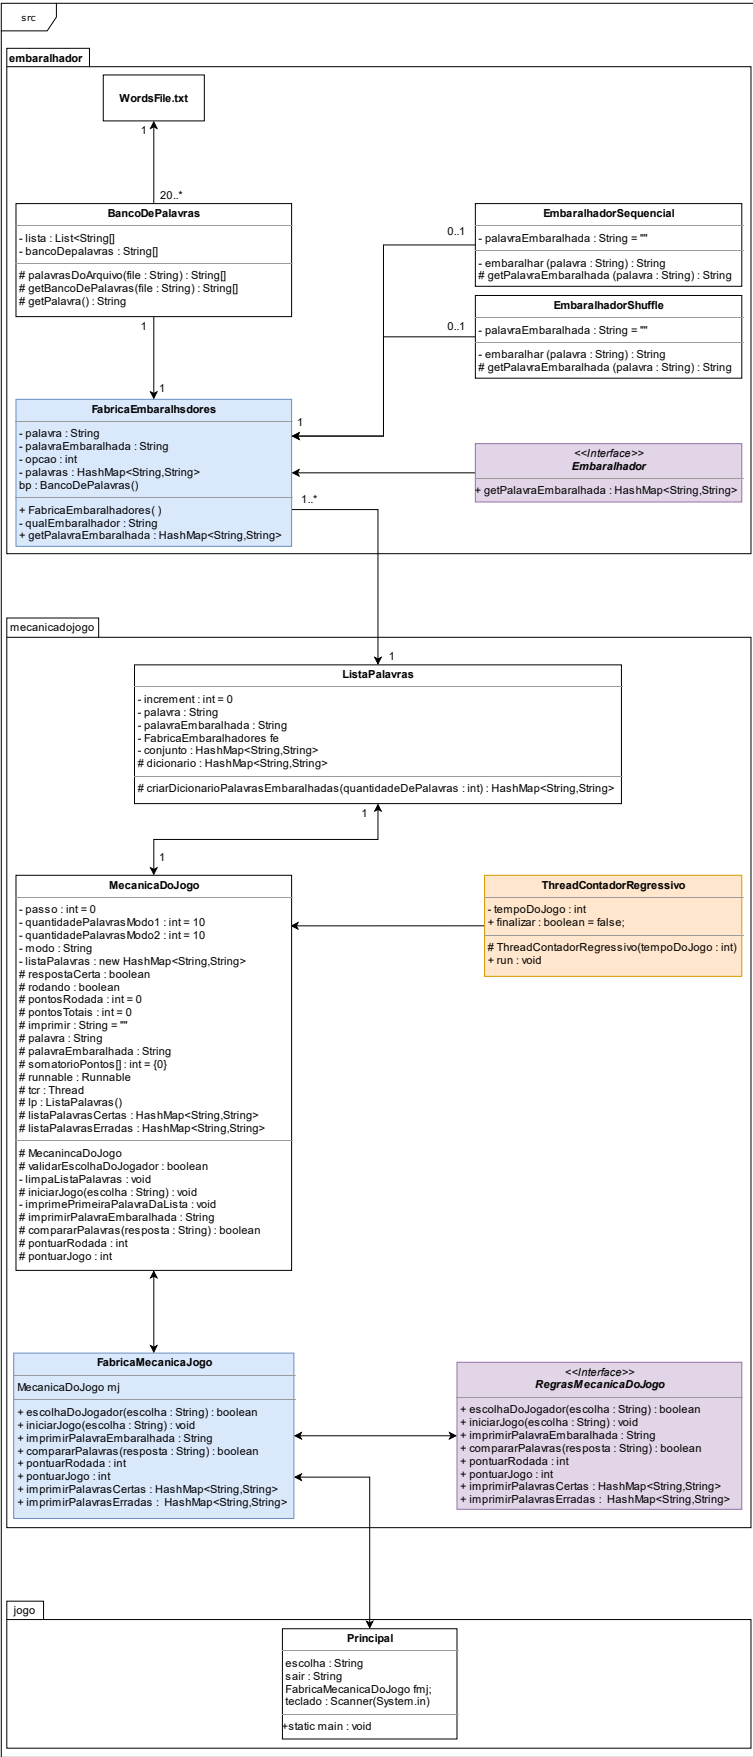 src
embaralhador
WordsFile.txt
1
20..*
BancoDePalavras
- lista : List<String[]
- bancoDepalavras : String[]
# palavrasDoArquivo(file : String) : String[]
# getBancoDePalavras(file : String) : String[]
# getPalavra() : String
EmbaralhadorSequencial
- palavraEmbaralhada : String = ""
- embaralhar (palavra : String) : String
# getPalavraEmbalhada (palavra : String) : String
0..1
EmbaralhadorShuffle
- palavraEmbaralhada : String = ""
- embaralhar (palavra : String) : String
# getPalavraEmbalhada (palavra : String) : String
0..1
1
1
FabricaEmbaralhsdores
- palavra : String
- palavraEmbaralhada : String
- opcao : int
- palavras : HashMap<String,String>
bp : BancoDePalavras()
+ FabricaEmbaralhadores( )
- qualEmbaralhador : String
+ getPalavraEmbaralhada : HashMap<String,String>
1
<<Interface>>
Embaralhador
+ getPalavraEmbaralhada : HashMap<String,String>
1..*
mecanicadojogo
1
ListaPalavras
- increment : int = 0
- palavra : String
- palavraEmbaralhada : String
- FabricaEmbaralhadores fe
- conjunto : HashMap<String,String>
# dicionario : HashMap<String,String>
# criarDicionarioPalavrasEmbaralhadas(quantidadeDePalavras : int) : HashMap<String,String>
1
1
MecanicaDoJogo
- passo : int = 0
- quantidadePalavrasModo1 : int = 10
- quantidadePalavrasModo2 : int = 10
- modo : String
- listaPalavras : new HashMap<String,String>
# respostaCerta : boolean
# rodando : boolean
# pontosRodada : int = 0
# pontosTotais : int = 0
# imprimir : String = ""
# palavra : String
# palavraEmbaralhada : String
# somatorioPontos[] : int = {0}
# runnable : Runnable
# tcr : Thread
# lp : ListaPalavras()
# listaPalavrasCertas : HashMap<String,String>
# listaPalavrasErradas : HashMap<String,String>
# MecanincaDoJogo
# validarEscolhaDoJogador : boolean
- limpaListaPalavras : void
# iniciarJogo(escolha : String) : void
- imprimePrimeiraPalavraDaLista : void
# imprimirPalavraEmbaralhada : String
# compararPalavras(resposta : String) : boolean
# pontuarRodada : int
# pontuarJogo : int
ThreadContadorRegressivo
- tempoDoJogo : int
+ finalizar : boolean = false;
# ThreadContadorRegressivo(tempoDoJogo : int)
+ run : void
FabricaMecanicaJogo
MecanicaDoJogo mj
+ escolhaDoJogador(escolha : String) : boolean
+ iniciarJogo(escolha : String) : void
+ imprimirPalavraEmbaralhada : String
+ compararPalavras(resposta : String) : boolean
+ pontuarRodada : int
+ pontuarJogo : int
+ imprimirPalavrasCertas : HashMap<String,String>
+ imprimirPalavrasErradas : HashMap<String,String>
<<Interface>>
RegrasMecanicaDoJogo
+ escolhaDoJogador(escolha : String) : boolean
+ iniciarJogo(escolha : String) : void
+ imprimirPalavraEmbaralhada : String
+ compararPalavras(resposta : String) : boolean
+ pontuarRodada : int
+ pontuarJogo : int
+ imprimirPalavrasCertas : HashMap<String,String>
+ imprimirPalavrasErradas : HashMap<String,String>
jogo
Principal
escolha : String
sair : String
FabricaMecanicaDoJogo fmj;
teclado : Scanner(System.in)
+static main : void